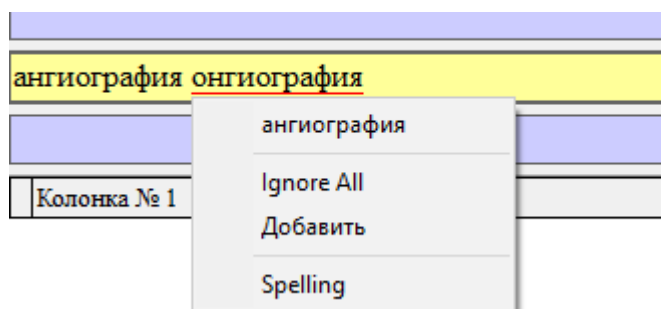 ангиография онгиография
ангиография
Ignore All
Колонка № 1
Добавить
Spelling